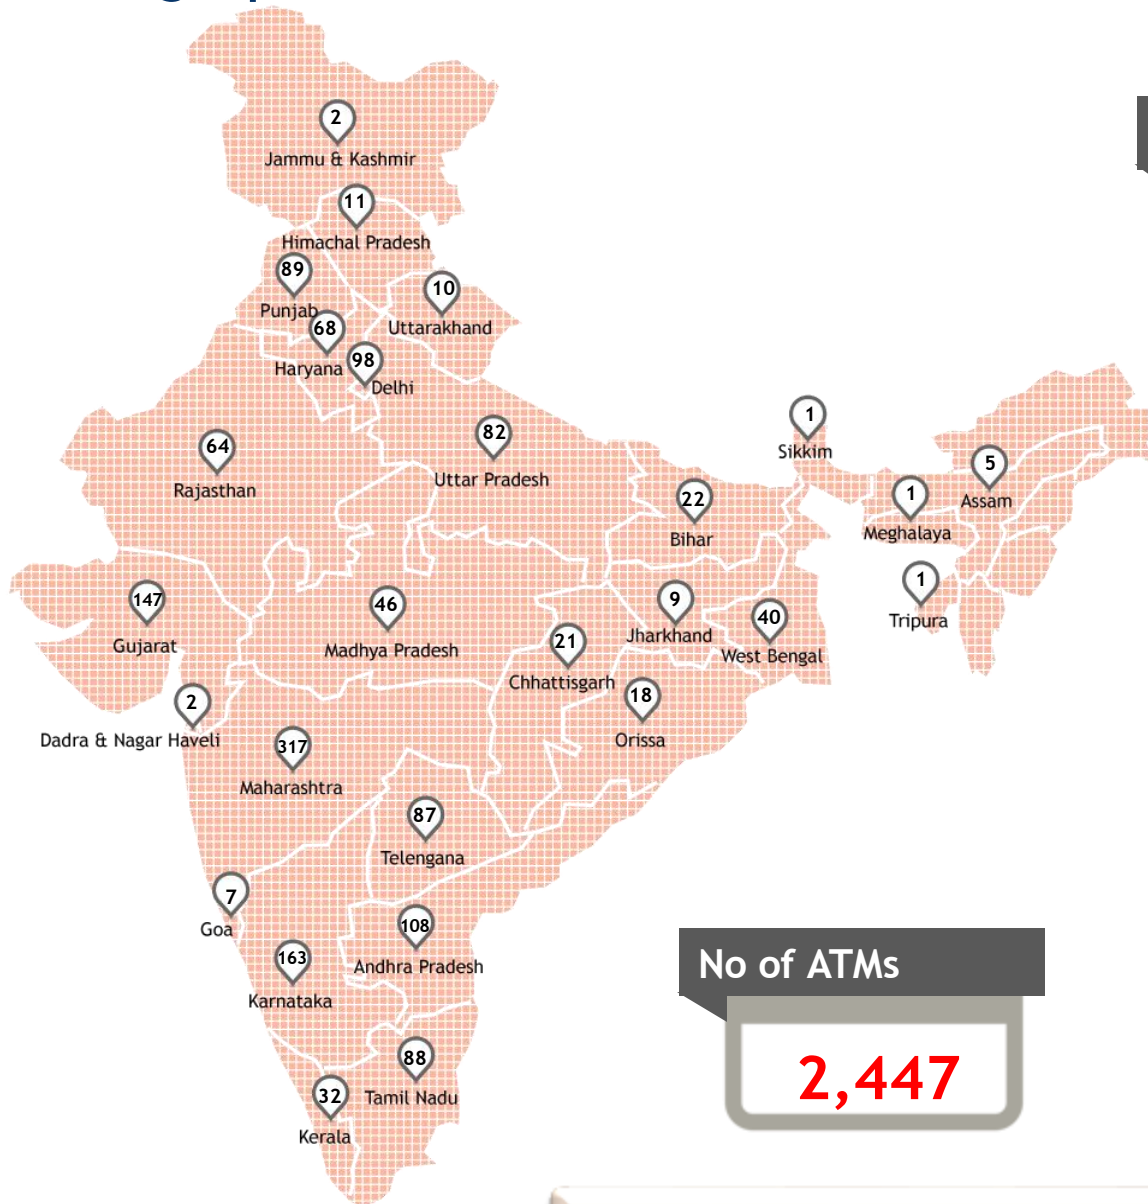 2
Jammu & Kashmir
11
Himachal Pradesh
89
Punjab
10
Uttarakhand
68
Haryana
98
Delhi
64
Rajasthan
82
Uttar Pradesh
1
Sikkim
5
Assam
22
Bihar
1
Meghalaya
1
Tripura
147
Gujarat
46
Madhya Pradesh
9
Jharkhand
40
West Bengal
21
Chhattisgarh
18
Orissa
2
Dadra & Nagar Haveli
317
Maharashtra
87
Telengana
7
Goa
108
Andhra Pradesh
163
Karnataka
88
Tamil Nadu
32
Kerala
No of ATMs
2,447